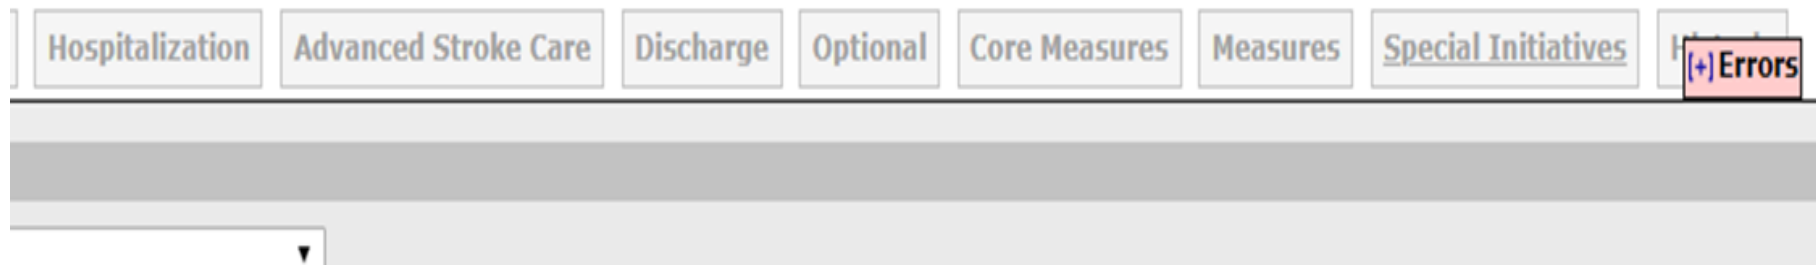 Hospitalization Advanced Stroke Care Discharge Optional Core Measures Measures Special Initiatives
[+] Errors